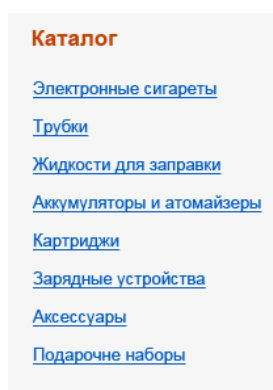 Каталог
Электронные сигареты
Трубки
Жидкости для заправки
Аккумуляторы и атомайзеры
Картриджи
Зарядные устройства
Аксессуары
Подарочне наборы